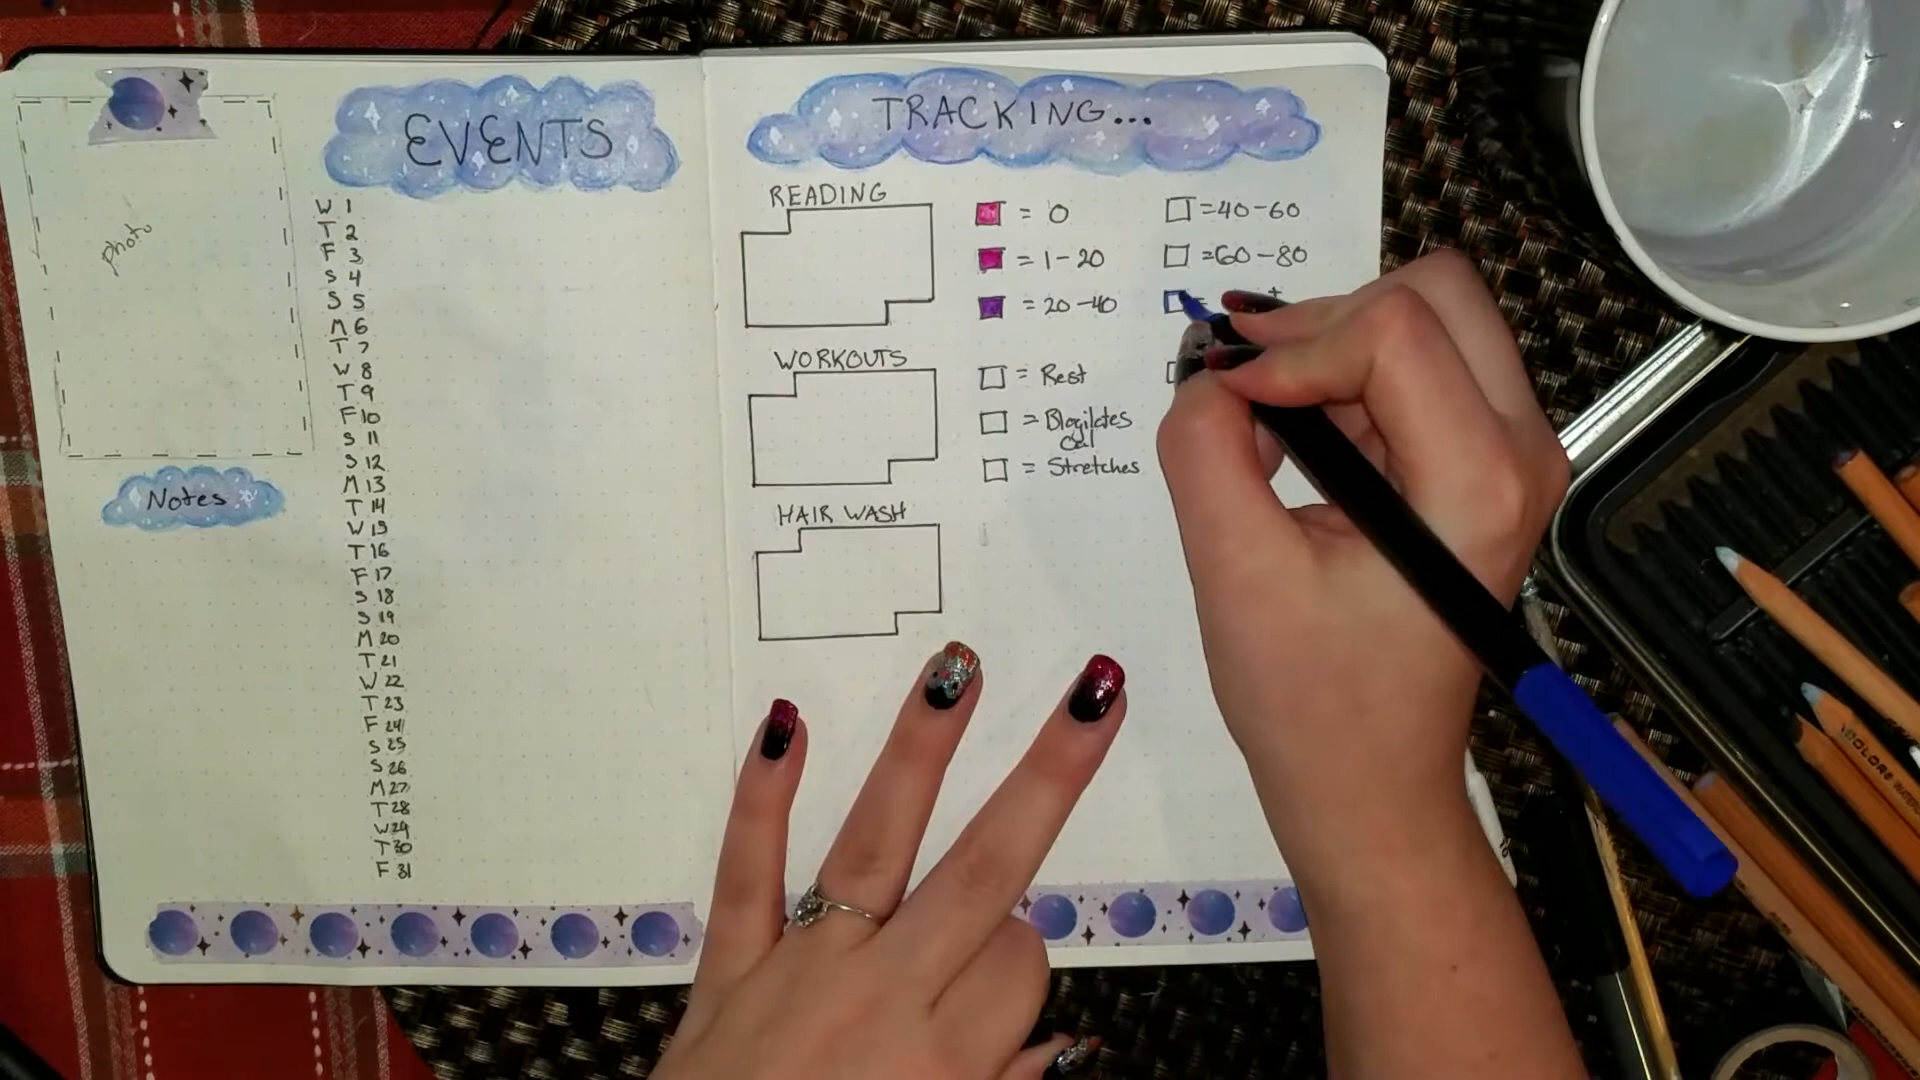 EVENTS
photo
Notes
W 1
T 2
F 3
S 4
S 5
M 6
T 7
W 8
T 9
F 10
S 11
S 12
M 13
T 14
W 15
T 16
F 17
S 18
S 19
M 20
T 21
W 22
T 23
F 24
S 25
S 26
M 27
T 28
W 29
T 30
F 31
TRACKING...
READING
= 0
= 1-20
= 20-40
=40-60
=60-80
WORKOUTS
= Rest
= Blogilates
Cal
= Stretches
HAIR WASH